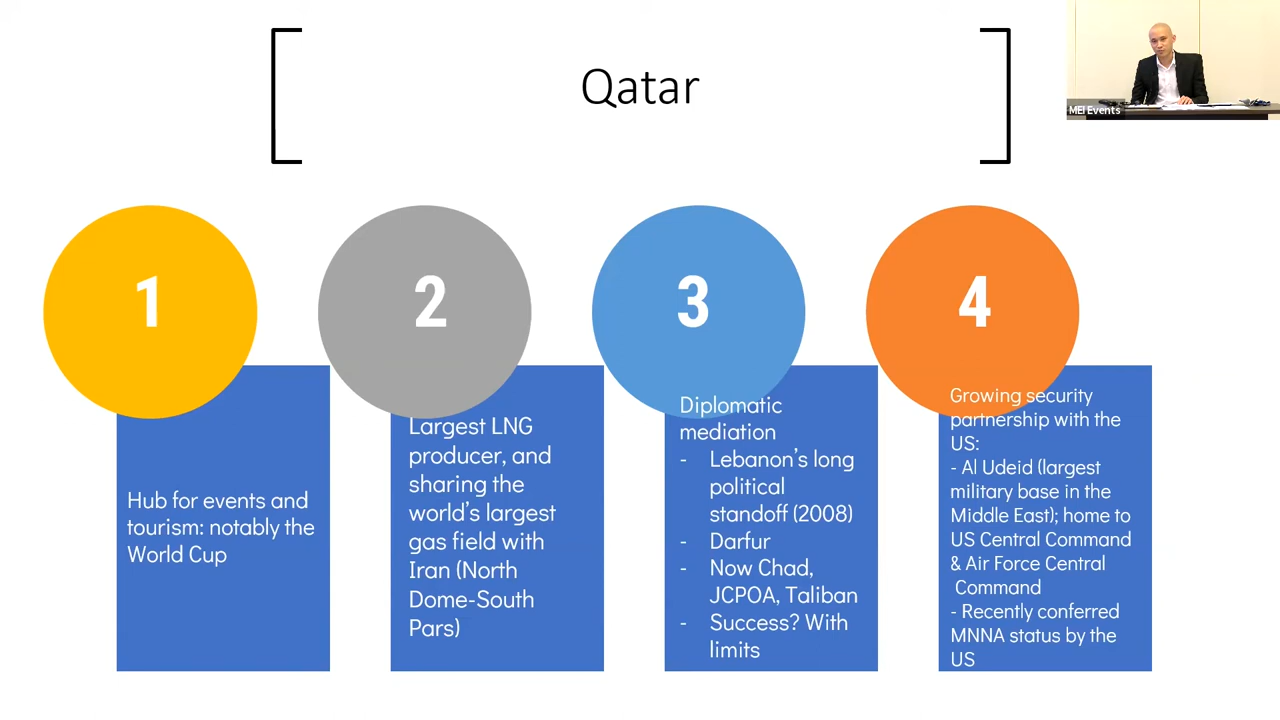 Qatar
MEI Events
1
Hub for events and
tourism: notably the
World Cup
2
Largest LNG
producer, and
sharing the
world’s largest
gas field with
Iran (North
Dome-South
Pars)
3
Diplomatic
mediation
- Lebanon’s long
political
standoff (2008)
- Darfur
- Now Chad,
JCPOA, Taliban
- Success? With
limits
4
Growing security
partnership with the
US:
- Al Udeid (largest
military base in the
Middle East); home to
US Central Command
& Air Force Central
Command
- Recently conferred
MNNA status by the
US